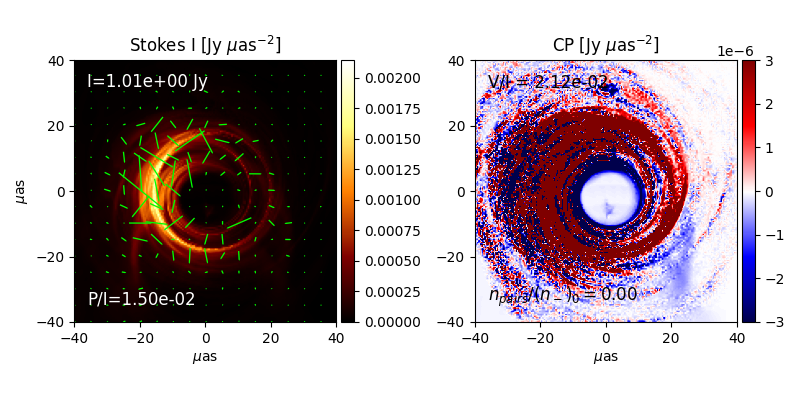 Stokes I [Jy μas⁻²]
I=1.01e+00 Jy
P/I=1.50e-02
40
20
0
−20
−40
μas
−40 −20 0 20 40
μas
0.00200
0.00175
0.00150
0.00125
0.00100
0.00075
0.00050
0.00025
0.00000
CP [Jy μas⁻²]
1e−6
V/I = 2.12e-02
n_pairs/(n_−)_0 = 0.00
40
20
0
−20
−40
−40 −20 0 20 40
μas
3
2
1
0
−1
−2
−3